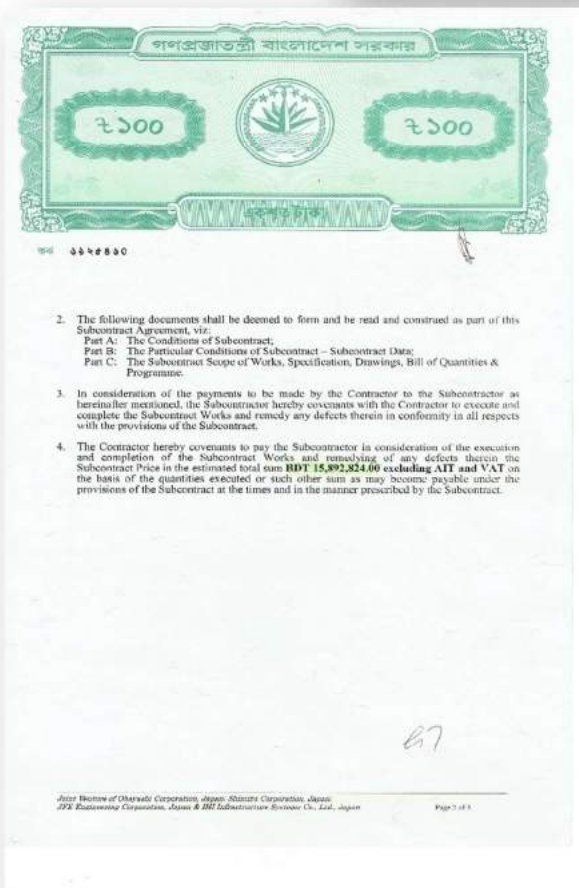 গণপ্রজাতন্ত্রী বাংলাদেশ সরকার
৳১০০ ৳১০০
একশত টাকা
2. The following documents shall be deemed to form and be read and construed as part of this
Subcontract Agreement, viz:
Part A: The Conditions of Subcontract;
Part B: The Particular Conditions of Subcontract – Subcontract Data;
Part C: The Subcontract Scope of Works, Specification, Drawings, Bill of Quantities &
Programme.
3. In consideration of the payments to be made by the Contractor to the Subcontractor as
hereinafter mentioned, the Subcontractor hereby covenants with the Contractor to execute and
complete the Subcontract Works and remedy any defects therein in conformity in all respects
with the provisions of the Subcontract.
4. The Contractor hereby covenants to pay the Subcontractor in consideration of the execution
and completion of the Subcontract Works and remedying of any defects therein the
Subcontract Price in the estimated total sum BDT 15,892,824.00 excluding AIT and VAT on
the basis of the quantities executed or such other sum as may become payable under the
provisions of the Subcontract at the times and in the manner prescribed by the Subcontract.
Joint Venture of Obayashi Corporation, Japan, Shimizu Corporation, Japan
JFE Engineering Corporation, Japan & IHI Infrastructure Systems Co., Ltd., Japan